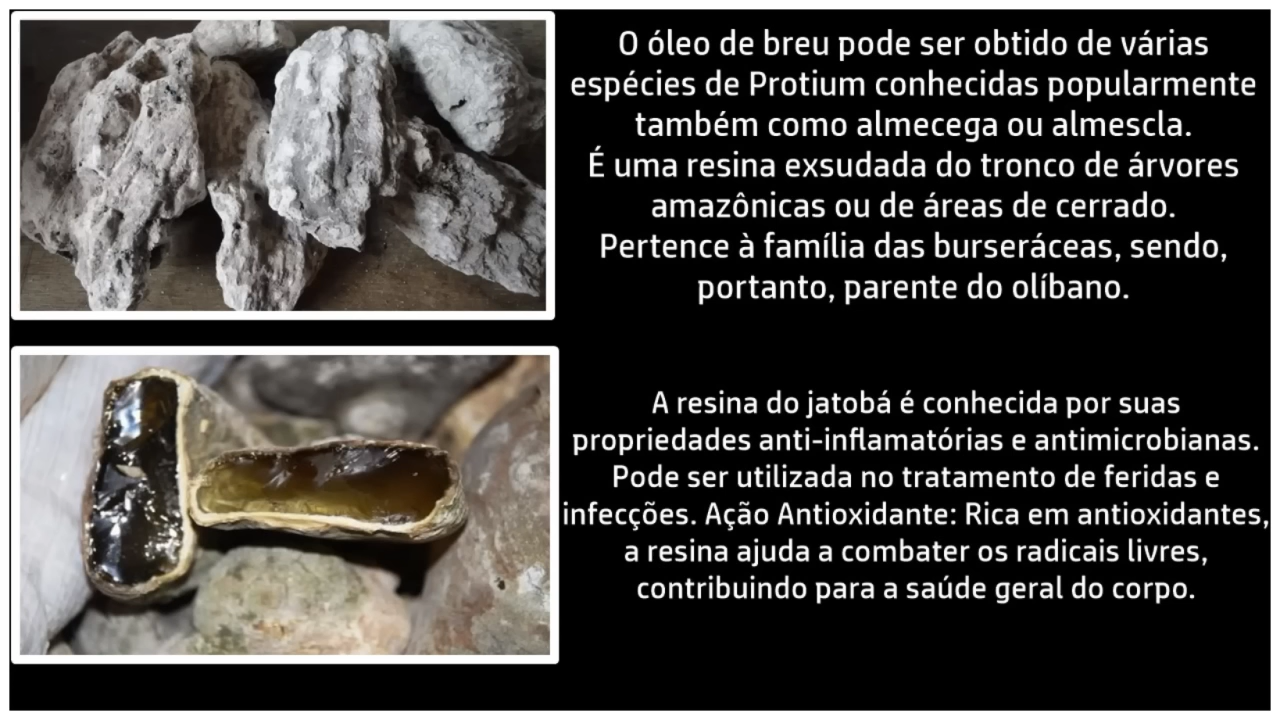 O óleo de breu pode ser obtido de várias
espécies de Protium conhecidas popularmente
também como almecega ou almescla.
É uma resina exsudada do tronco de árvores
amazônicas ou de áreas de cerrado.
Pertence à família das burseráceas, sendo,
portanto, parente do olíbano.
A resina do jatobá é conhecida por suas
propriedades anti-inflamatórias e antimicrobianas.
Pode ser utilizada no tratamento de feridas e
infecções. Ação Antioxidante: Rica em antioxidantes,
a resina ajuda a combater os radicais livres,
contribuindo para a saúde geral do corpo.